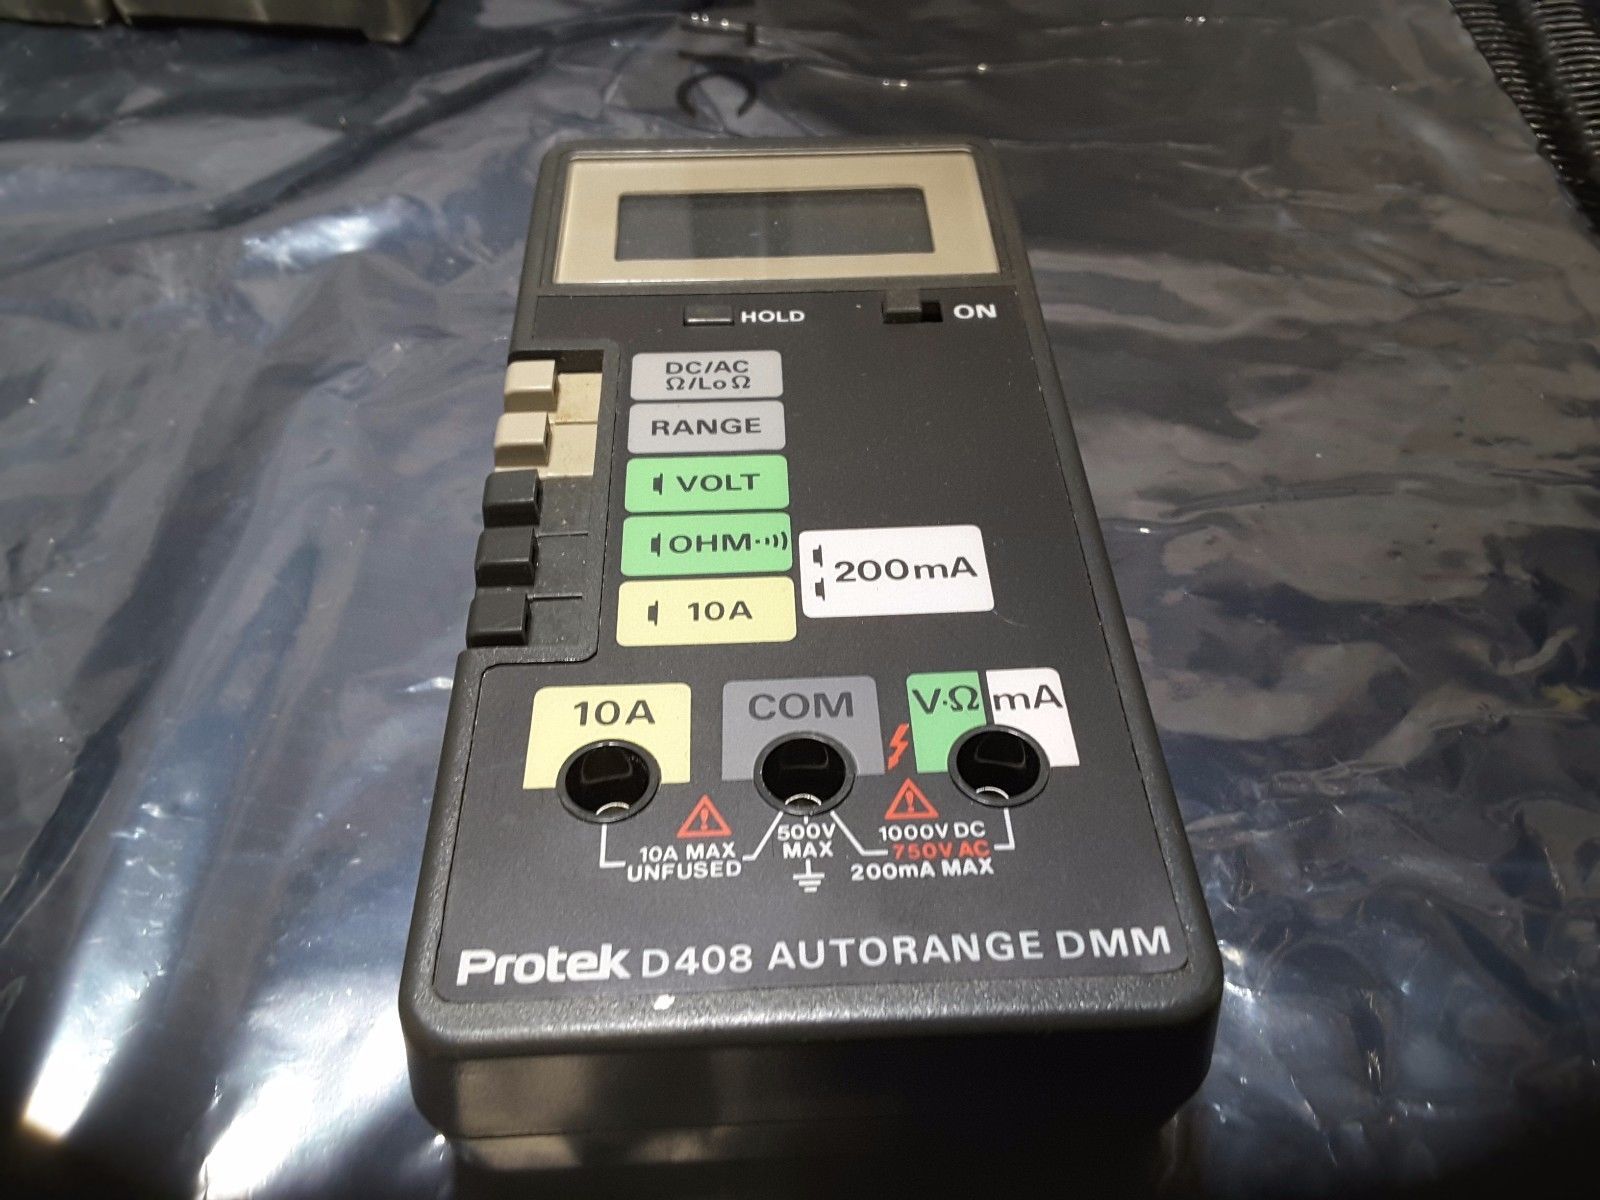 HOLD
ON
DC/AC
Ω/LoΩ
RANGE
VOLT
OHM
200mA
10A
10A
COM
V·Ω
mA
10A MAX
UNFUSED
500V
MAX
1000V DC
750V AC
200mA MAX
Protek D408 AUTORANGE DMM